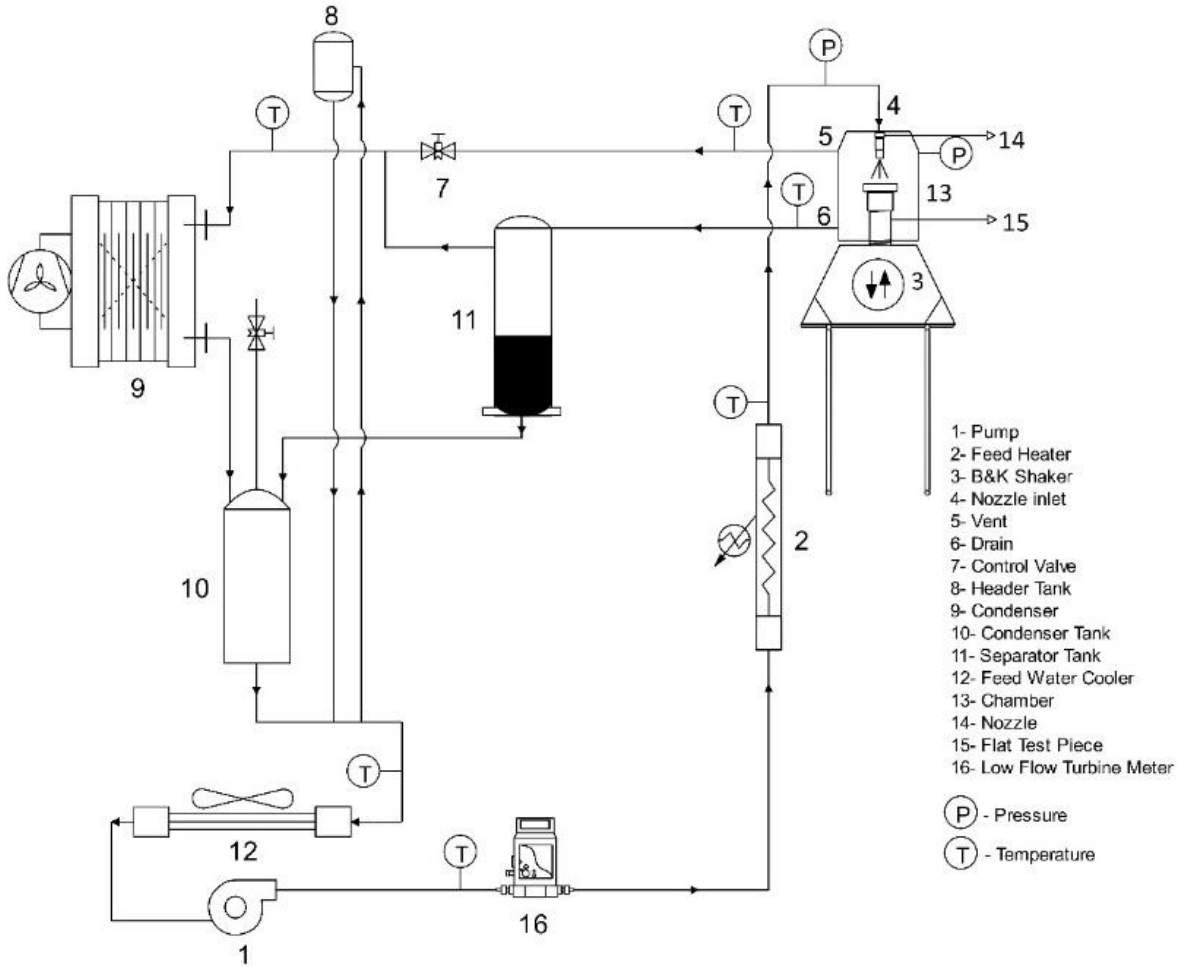 8
P
T
T
4
5
14
P
7
13
T
6
15
3
11
9
T
2
10
T
12
T
16
1
1- Pump
2- Feed Heater
3- B&K Shaker
4- Nozzle inlet
5- Vent
6- Drain
7- Control Valve
8- Header Tank
9- Condenser
10- Condenser Tank
11- Separator Tank
12- Feed Water Cooler
13- Chamber
14- Nozzle
15- Flat Test Piece
16- Low Flow Turbine Meter
P - Pressure
T - Temperature